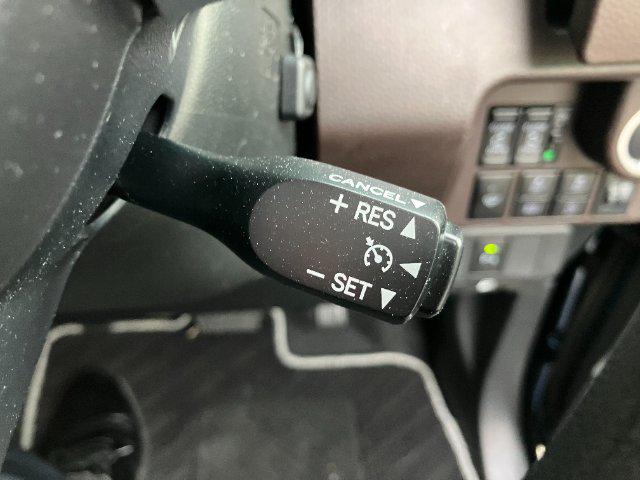 CANCEL▼
+ RES ▲
− SET ▼